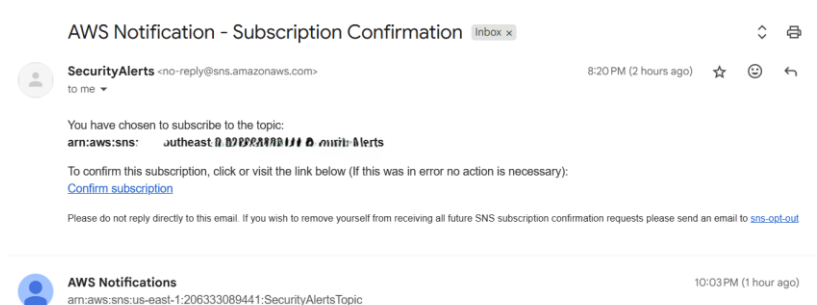 AWS Notification - Subscription Confirmation Inbox ×
SecurityAlerts <no-reply@sns.amazonaws.com> 8:20 PM (2 hours ago)
to me
You have chosen to subscribe to the topic:
arn:aws:sns: Alerts
To confirm this subscription, click or visit the link below (If this was in error no action is necessary):
Confirm subscription
Please do not reply directly to this email. If you wish to remove yourself from receiving all future SNS subscription confirmation requests please send an email to sns-opt-out
AWS Notifications 10:03 PM (1 hour ago)
arn:aws:sns:us-east-1:206333089441:SecurityAlertsTopic